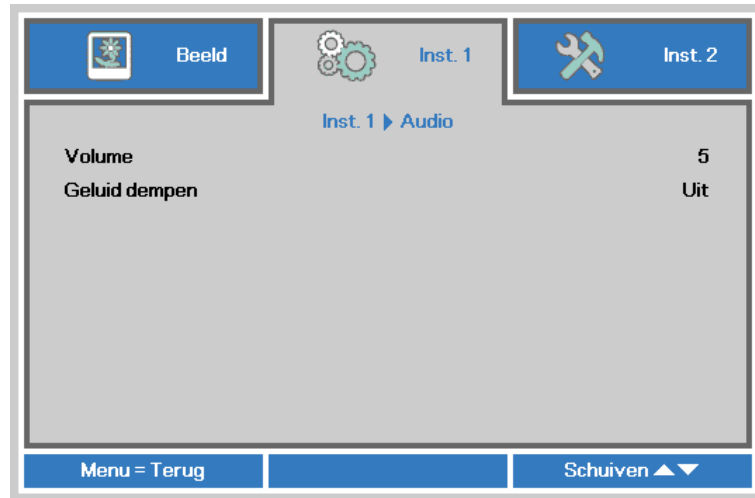 Beeld Inst. 1 Inst. 2
Inst. 1 ▶ Audio
Volume 5
Geluid dempen Uit
Menu = Terug Schuiven ▲▼